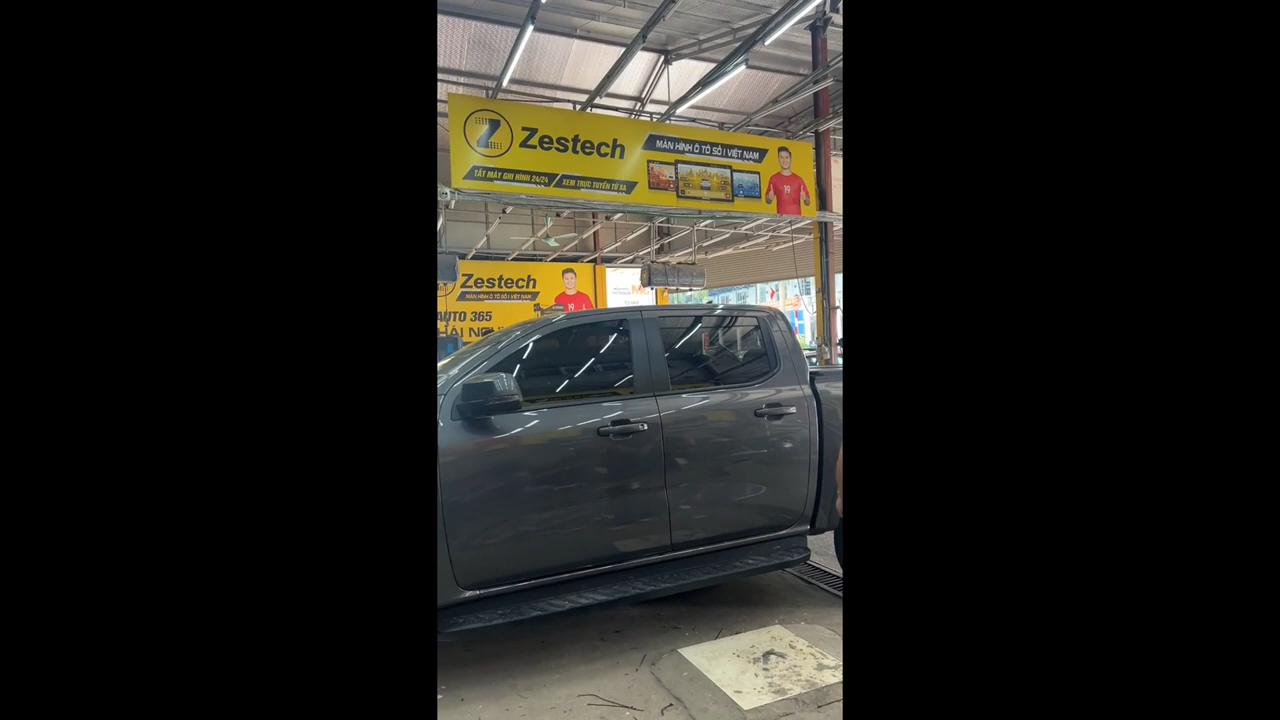 Z Zestech
MÀN HÌNH Ô TÔ SỐ 1 VIỆT NAM
TẮT MÁY GHI HÌNH 24/24
XEM TRỰC TUYẾN TỪ XA
19
Zestech
MÀN HÌNH Ô TÔ SỐ 1 VIỆT NAM
19
AUTO 365